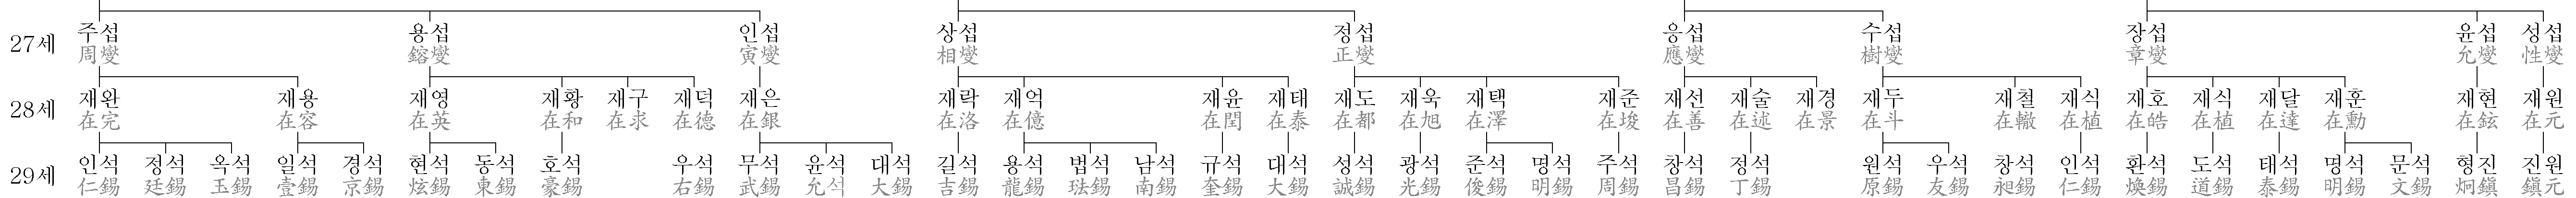 27세 주섭 용섭 인섭 상섭 정섭 응섭 수섭 장섭 윤섭 성섭
周燮 鎔燮 寅燮 相燮 正燮 應燮 樹燮 章燮 允燮 性燮
28세 재완 재용 재영 재황 재구 재덕 재은 재락 재억 재윤 재태 재도 재욱 재택 재준 재선 재술 재경 재두 재철 재식 재호 재식 재달 재훈 재현 재원
在完 在容 在英 在和 在求 在德 在銀 在洛 在億 在閏 在泰 在都 在旭 在澤 在埈 在善 在述 在景 在斗 在轍 在植 在皓 在植 在達 在勳 在鉉 在元
29세 인석 정석 옥석 일석 경석 현석 동석 호석 우석 무석 윤석 대석 길석 용석 법석 남석 규석 대석 성석 광석 준석 명석 주석 창석 정석 원석 우석 창석 인석 환석 도석 태석 명석 문석 형진 진원
仁錫 廷錫 玉錫 壹錫 京錫 炫錫 東錫 豪錫 右錫 武錫 允석 大錫 吉錫 龍錫 琺錫 南錫 奎錫 大錫 誠錫 光錫 俊錫 明錫 周錫 昌錫 丁錫 原錫 友錫 昶錫 仁錫 煥錫 道錫 泰錫 明錫 文錫 炯鎭 鎭元